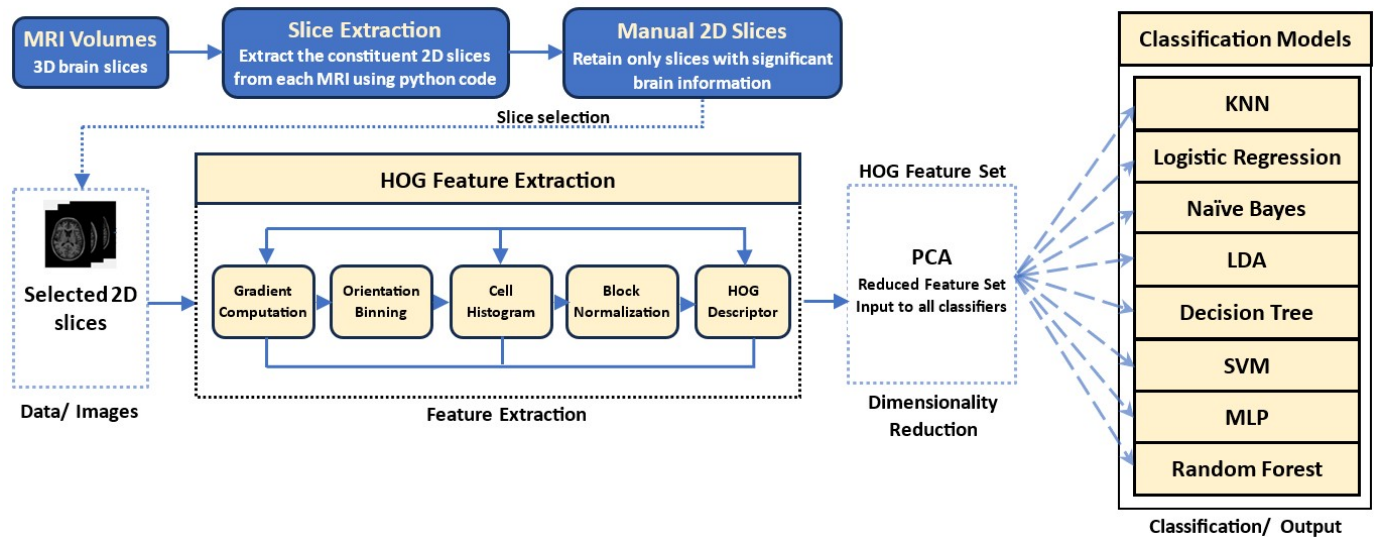 MRI Volumes
3D brain slices
Slice Extraction
Extract the constituent 2D slices
from each MRI using python code
Manual 2D Slices
Retain only slices with significant
brain information
Slice selection
Selected 2D
slices
Data/ Images
HOG Feature Extraction
Gradient
Computation
Orientation
Binning
Cell
Histogram
Block
Normalization
HOG
Descriptor
Feature Extraction
HOG Feature Set
PCA
Reduced Feature Set
Input to all classifiers
Dimensionality
Reduction
Classification Models
KNN
Logistic Regression
Naïve Bayes
LDA
Decision Tree
SVM
MLP
Random Forest
Classification/ Output